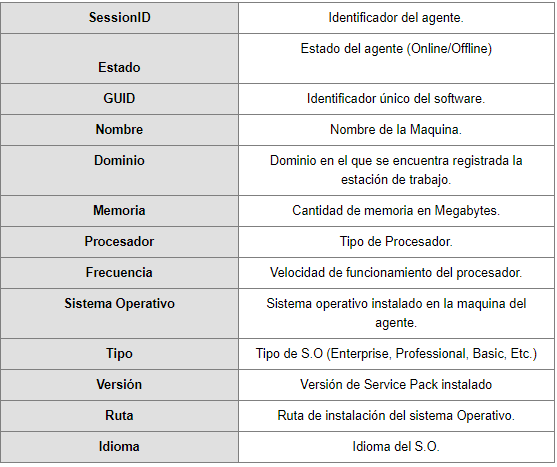 SessionID
Identificador del agente.
Estado
Estado del agente (Online/Offline)
GUID
Identificador único del software.
Nombre
Nombre de la Maquina.
Dominio
Dominio en el que se encuentra registrada la
estación de trabajo.
Memoria
Cantidad de memoria en Megabytes.
Procesador
Tipo de Procesador.
Frecuencia
Velocidad de funcionamiento del procesador.
Sistema Operativo
Sistema operativo instalado en la maquina del
agente.
Tipo
Tipo de S.O (Enterprise, Professional, Basic, Etc.)
Versión
Versión de Service Pack instalado
Ruta
Ruta de instalación del sistema Operativo.
Idioma
Idioma del S.O.